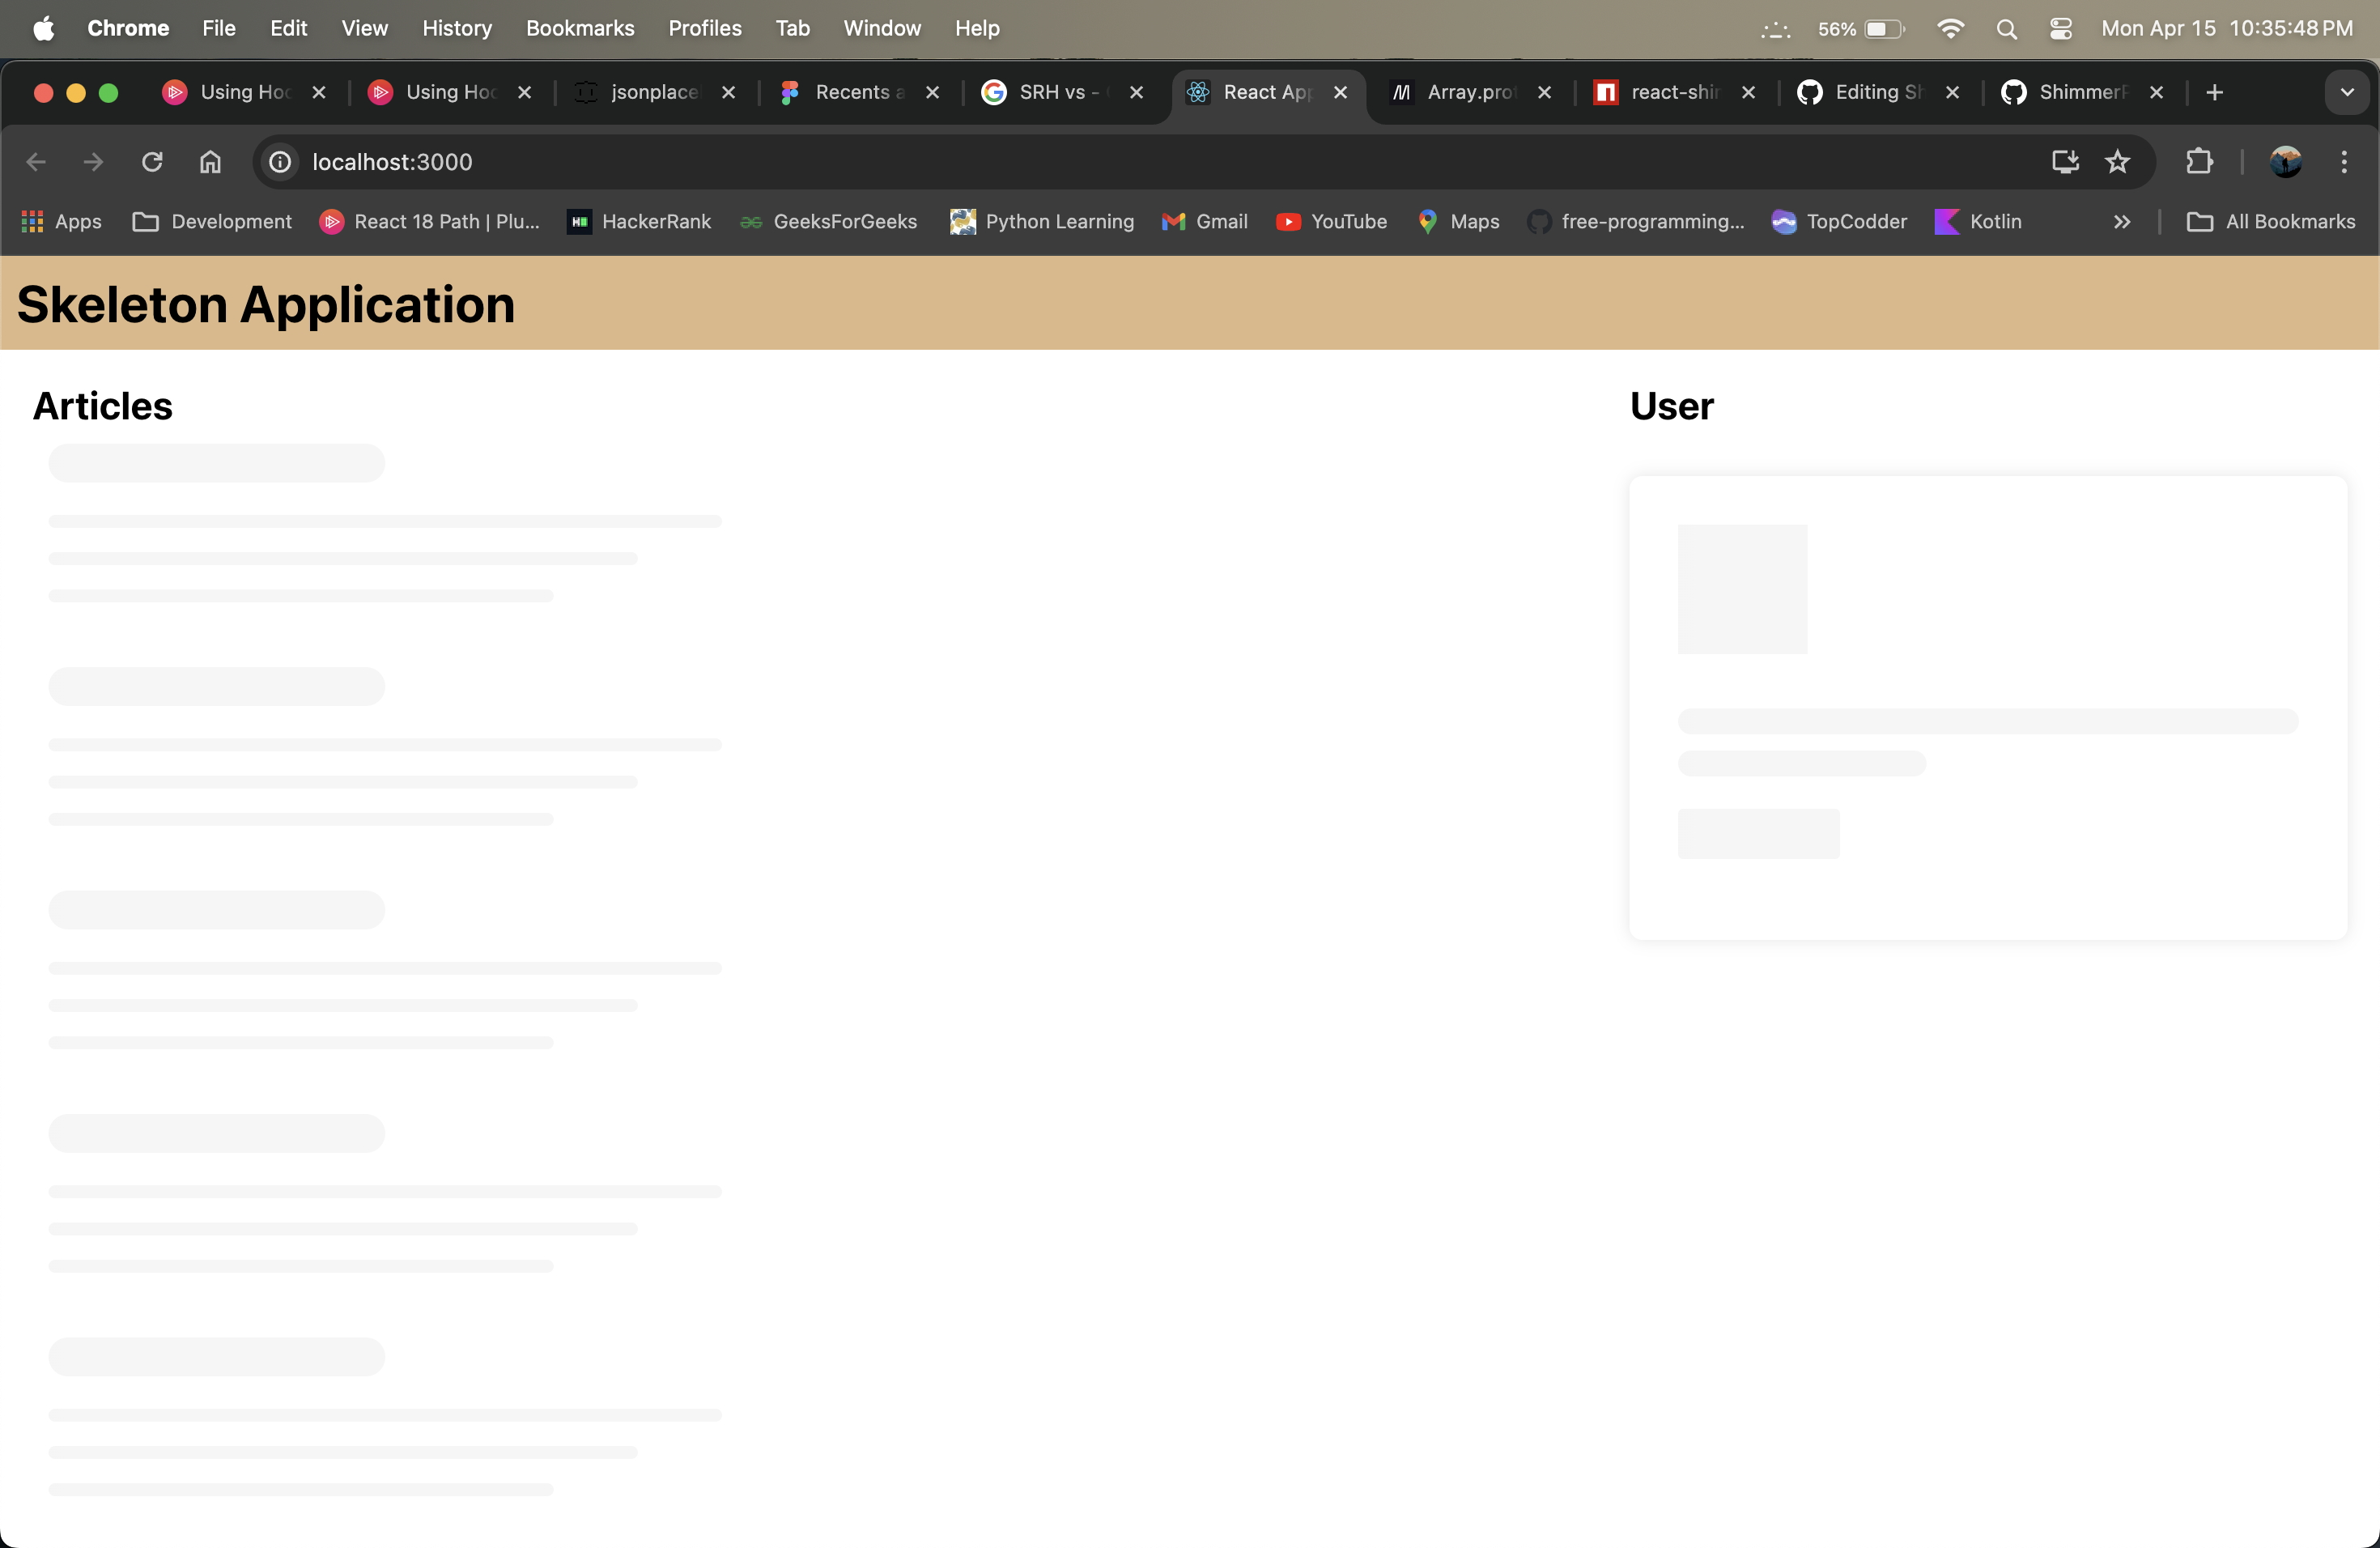 Chrome File Edit View History Bookmarks Profiles Tab Window Help 56% Mon Apr 15 10:35:48 PM
Using Hoc Using Hoc jsonplace Recents a SRH vs - React App Array.prot react-shin Editing Sh ShimmerR
localhost:3000
Apps Development React 18 Path | Plu... HackerRank GeeksForGeeks Python Learning Gmail YouTube Maps free-programming... TopCodder Kotlin All Bookmarks
Skeleton Application
Articles User